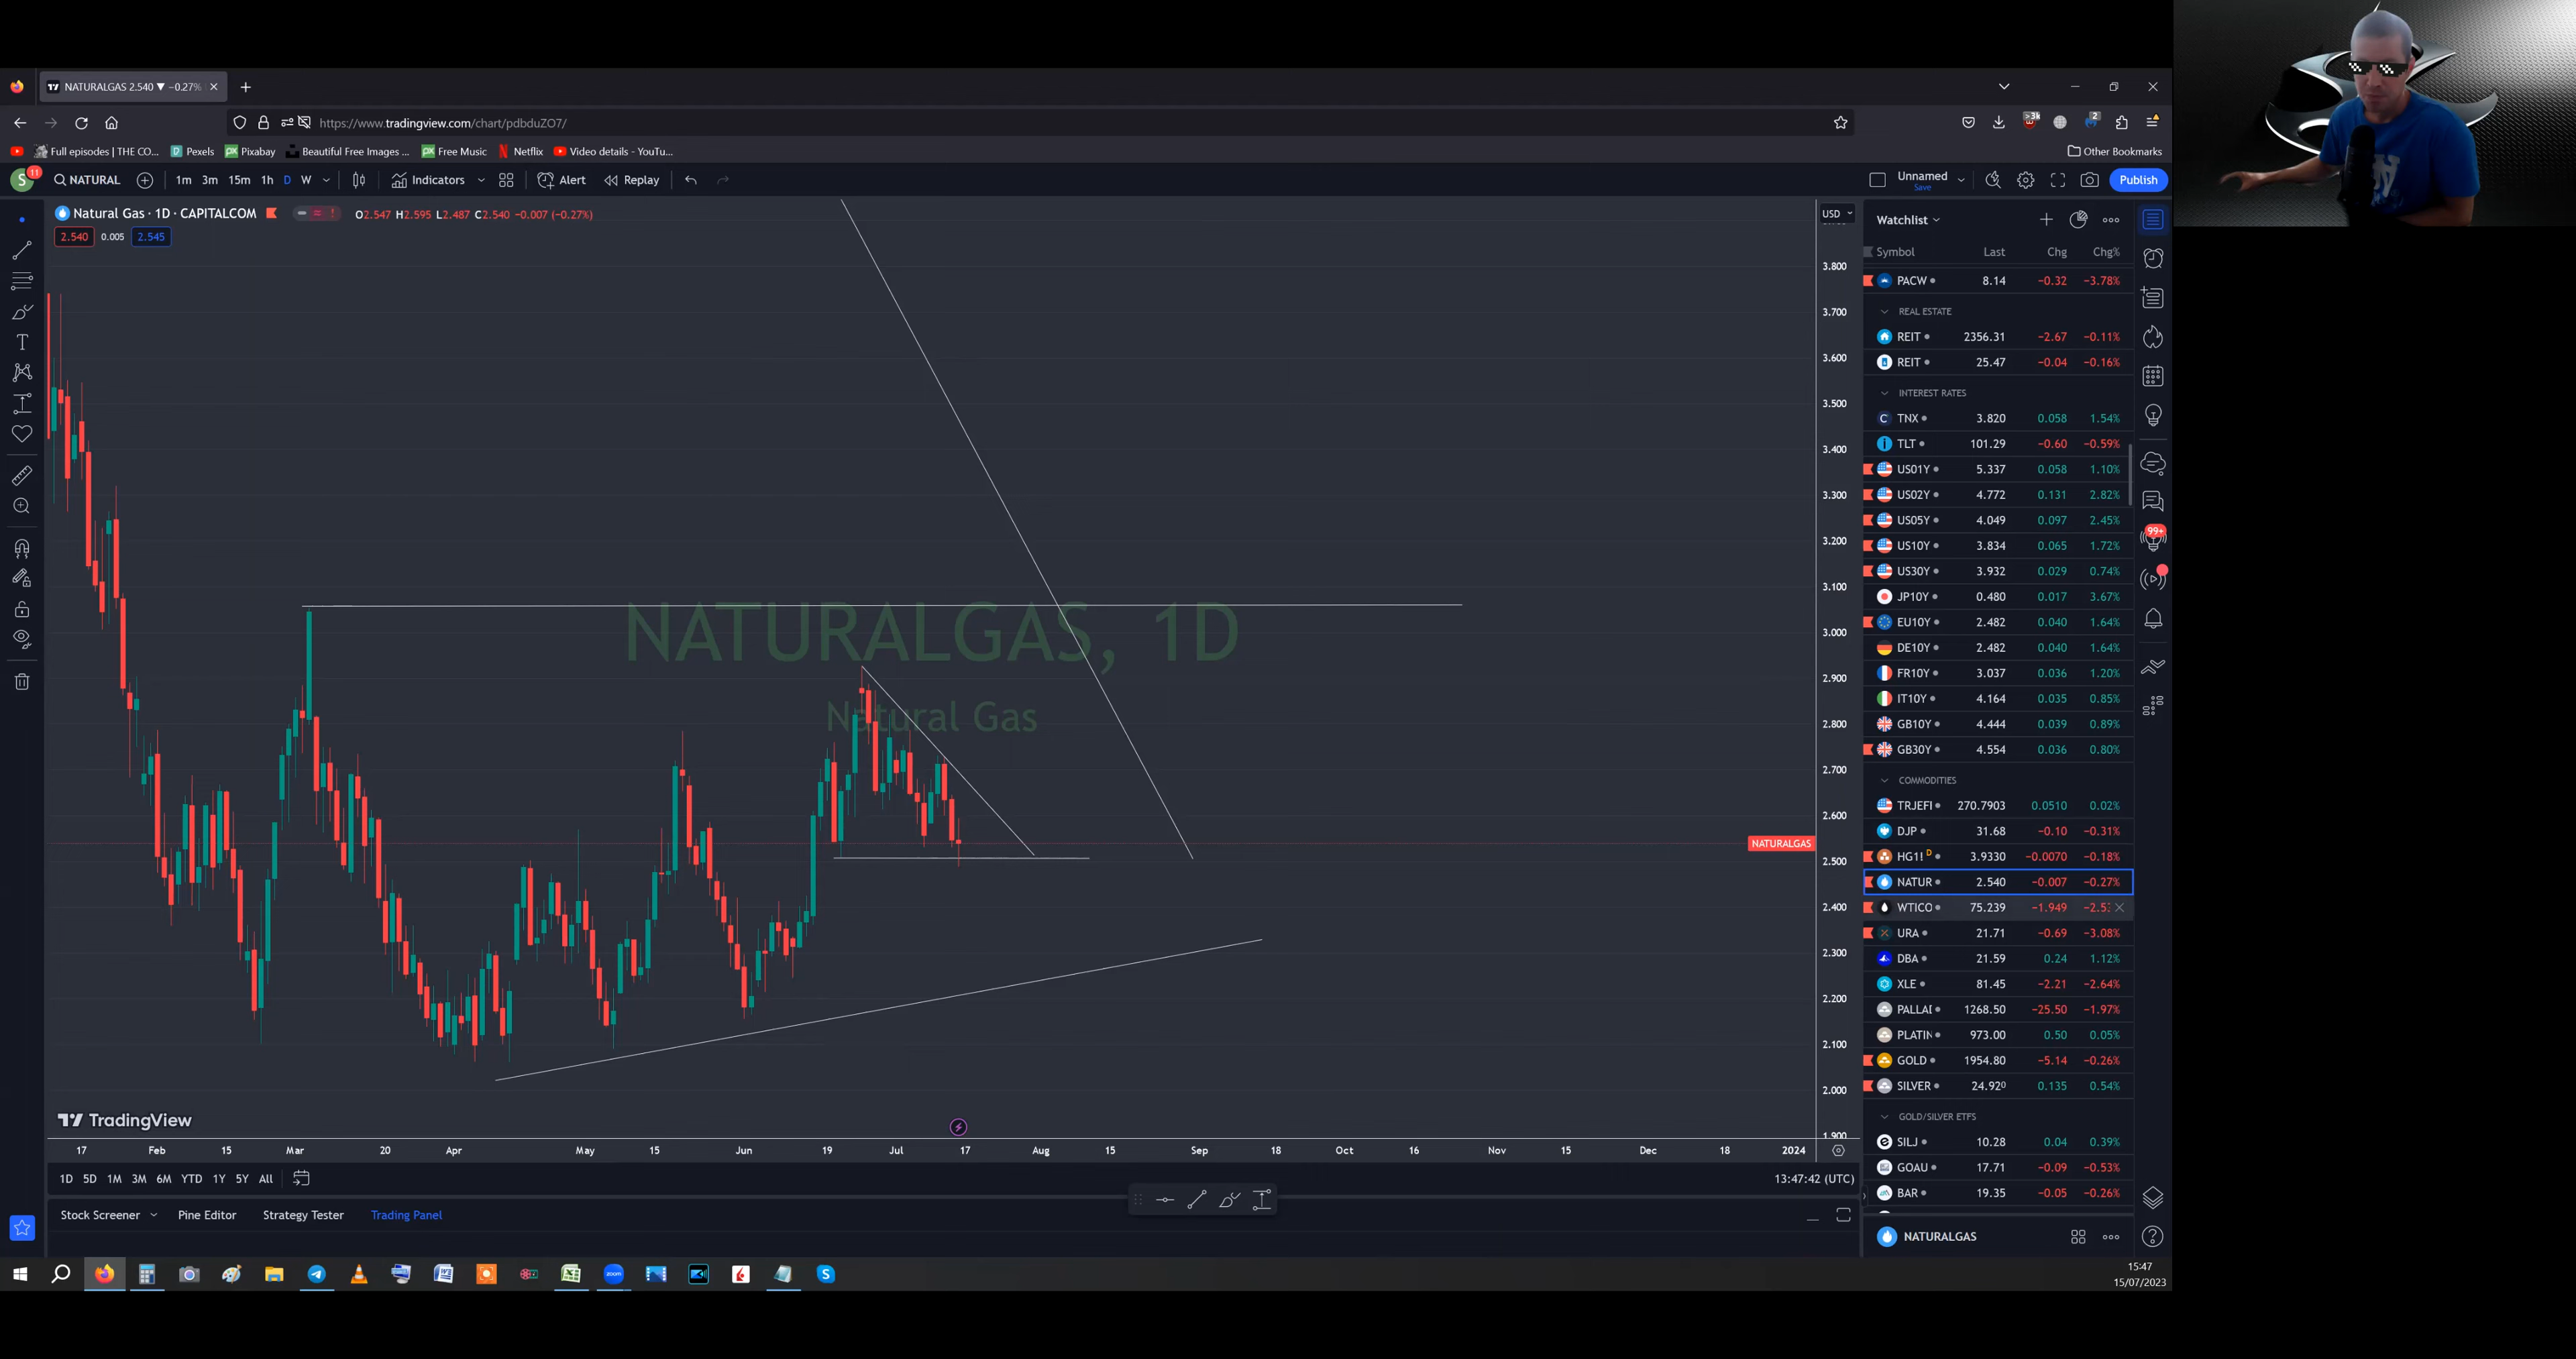 NATURALGAS 2.540 ▼ −0.27%
https://www.tradingview.com/chart/pdbduZO7/
>3k
2
Full episodes | THE CO...
Pexels
Pixabay
Beautiful Free Images ...
Free Music
Netflix
Video details - YouTu...
Other Bookmarks
S
11
NATURAL
1m 3m 15m 1h D W
Indicators
Alert
Replay
Unnamed
Save
Publish
Natural Gas · 1D · CAPITALCOM
O2.547 H2.595 L2.487 C2.540 −0.007 (−0.27%)
2.540 0.005 2.545
USD
3.800
3.700
3.600
3.500
3.400
3.300
3.200
3.100
3.000
2.900
2.800
2.700
2.600
2.500
2.400
2.300
2.200
2.100
2.000
1.900
NATURALGAS, 1D
Natural Gas
NATURALGAS
TradingView
17 Feb 15 Mar 20 Apr May 15 Jun 19 Jul 17 Aug 15 Sep 18 Oct 16 Nov 15 Dec 18 2024
1D 5D 1M 3M 6M YTD 1Y 5Y All
13:47:42 (UTC)
Stock Screener
Pine Editor
Strategy Tester
Trading Panel
Watchlist
Symbol Last Chg Chg%
PACW 8.14 −0.32 −3.78%
REAL ESTATE
REIT 2356.31 −2.67 −0.11%
REIT 25.47 −0.04 −0.16%
INTEREST RATES
TNX 3.820 0.058 1.54%
TLT 101.29 −0.60 −0.59%
US01Y 5.337 0.058 1.10%
US02Y 4.772 0.131 2.82%
US05Y 4.049 0.097 2.45%
US10Y 3.834 0.065 1.72%
US30Y 3.932 0.029 0.74%
JP10Y 0.480 0.017 3.67%
EU10Y 2.482 0.040 1.64%
DE10Y 2.482 0.040 1.64%
FR10Y 3.037 0.036 1.20%
IT10Y 4.164 0.035 0.85%
GB10Y 4.444 0.039 0.89%
GB30Y 4.554 0.036 0.80%
COMMODITIES
TRJEFI 270.7903 0.0510 0.02%
DJP 31.68 −0.10 −0.31%
HG1! D 3.9330 −0.0070 −0.18%
NATUR 2.540 −0.007 −0.27%
WTICO 75.239 −1.949 −2.5
URA 21.71 −0.69 −3.08%
DBA 21.59 0.24 1.12%
XLE 81.45 −2.21 −2.64%
PALLAI 1268.50 −25.50 −1.97%
PLATIN 973.00 0.50 0.05%
GOLD 1954.80 −5.14 −0.26%
SILVER 24.920 0.135 0.54%
GOLD/SILVER ETFS
SILJ 10.28 0.04 0.39%
GOAU 17.71 −0.09 −0.53%
BAR 19.35 −0.05 −0.26%
NATURALGAS
99+
zoom
15:47
15/07/2023